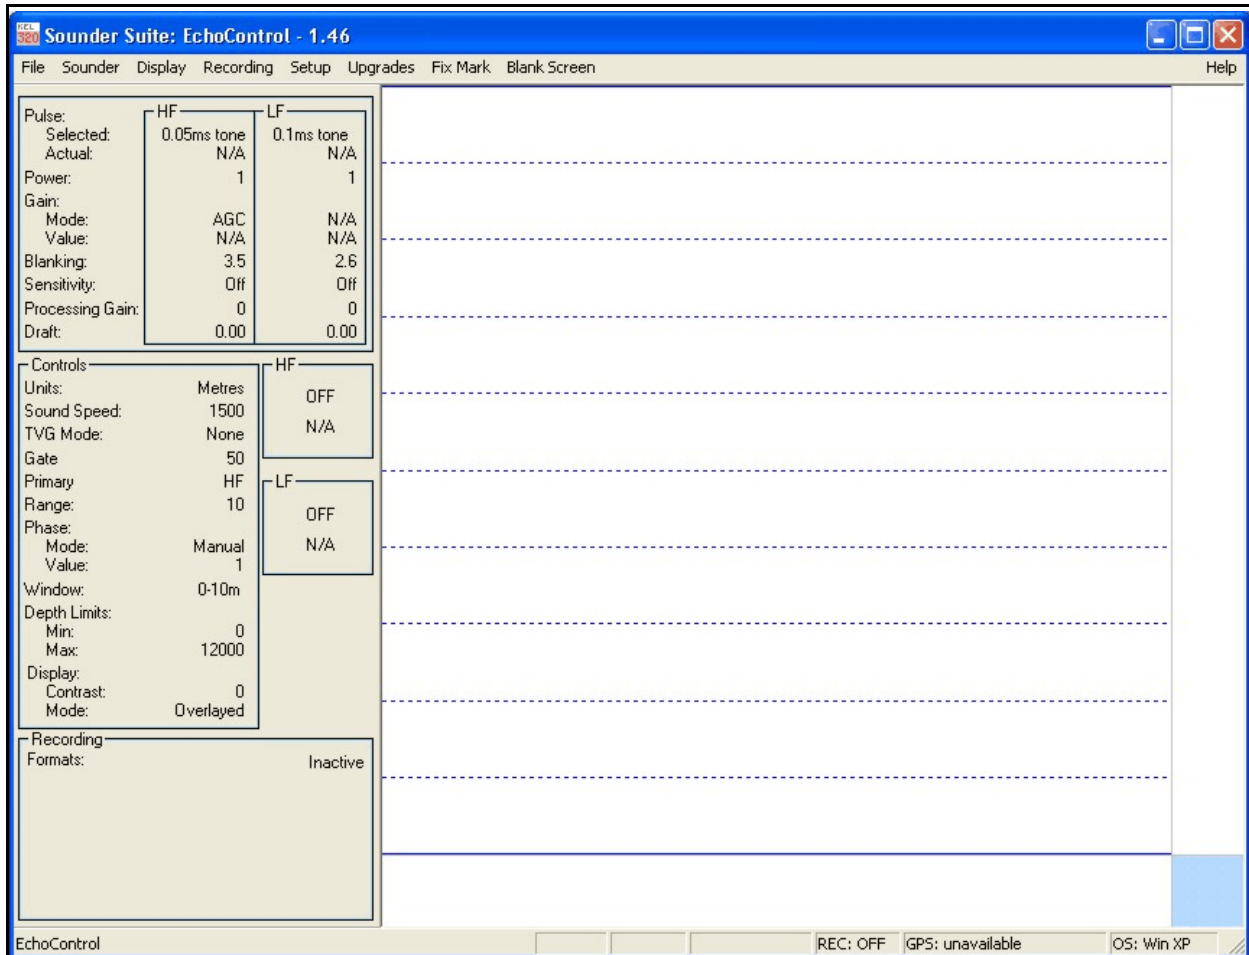 KEL 320 Sounder Suite: EchoControl - 1.46
File Sounder Display Recording Setup Upgrades Fix Mark Blank Screen Help
HF LF
Pulse:
Selected: 0.05ms tone 0.1ms tone
Actual: N/A N/A
Power: 1 1
Gain:
Mode: AGC N/A
Value: N/A N/A
Blanking: 3.5 2.6
Sensitivity: Off Off
Processing Gain: 0 0
Draft: 0.00 0.00
Controls
Units: Metres
Sound Speed: 1500
TVG Mode: None
Gate 50
Primary HF
Range: 10
Phase:
Mode: Manual
Value: 1
Window: 0-10m
Depth Limits:
Min: 0
Max: 12000
Display:
Contrast: 0
Mode: Overlayed
HF
OFF
N/A
LF
OFF
N/A
Recording
Formats: Inactive
EchoControl REC: OFF GPS: unavailable OS: Win XP